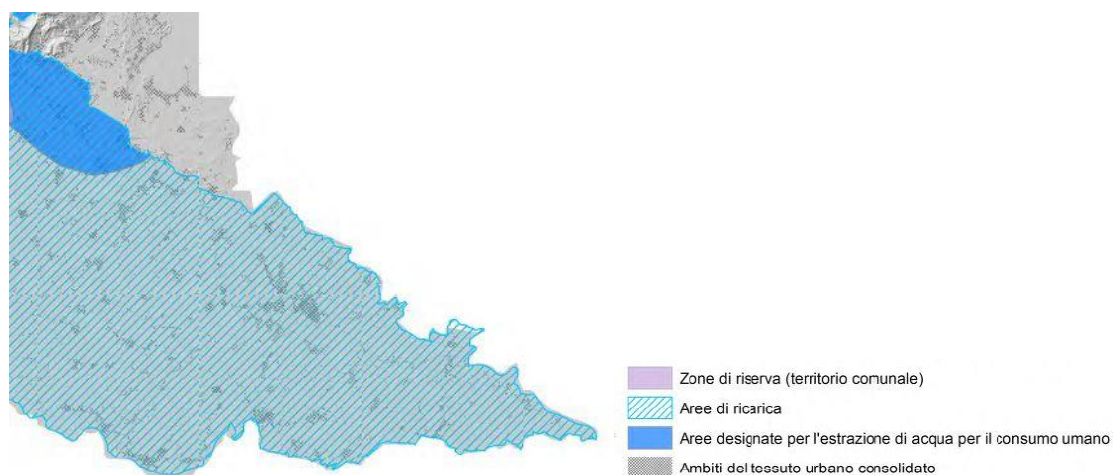 Zone di riserva (territorio comunale)
Aree di ricarica
Aree designate per l'estrazione di acqua per il consumo umano
Ambiti del tessuto urbano consolidato